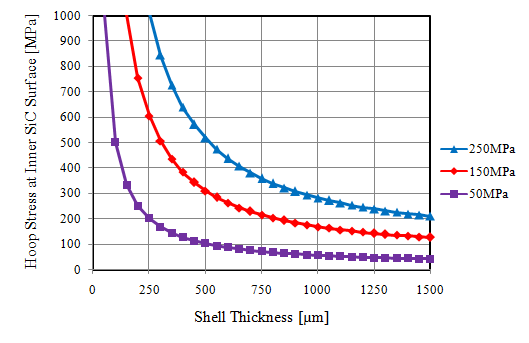 Hoop Stress at Inner SiC Surface [MPa]
1000
900
800
700
600
500
400
300
200
100
0
0 250 500 750 1000 1250 1500
Shell Thickness [μm]
250MPa
150MPa
50MPa